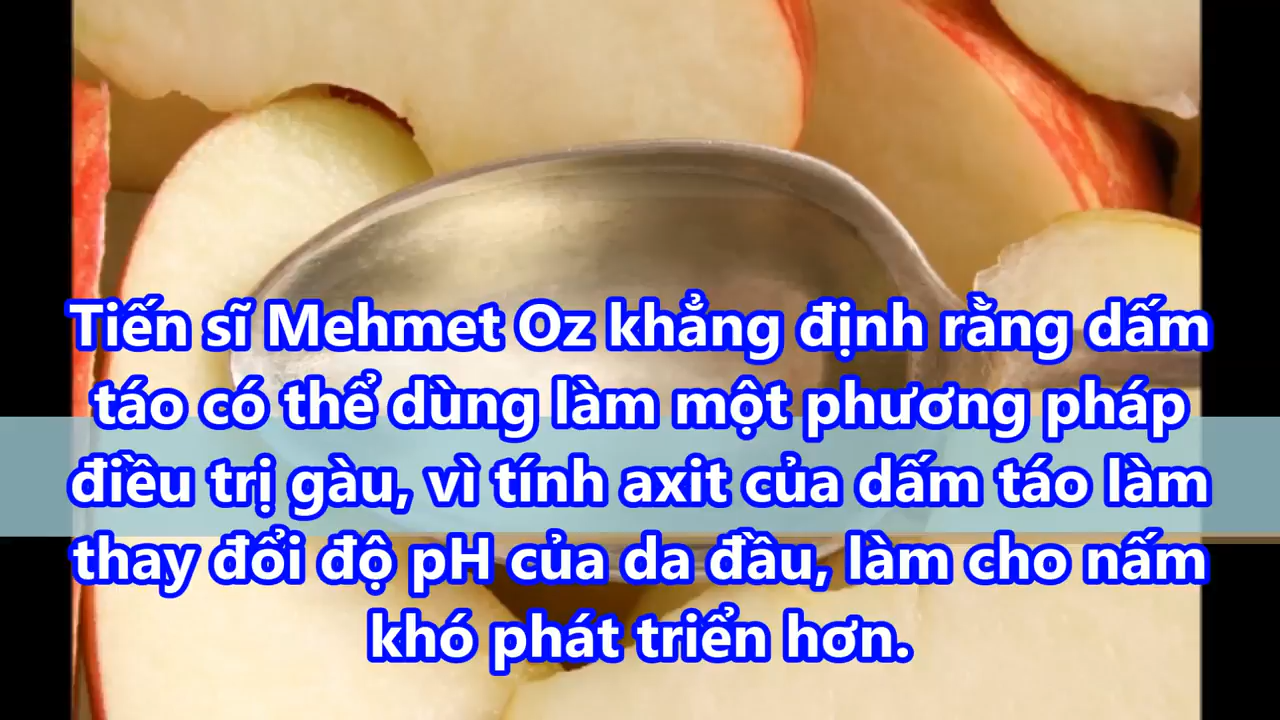 Tiến sĩ Mehmet Oz khẳng định rằng dấm
táo có thể dùng làm một phương pháp
điều trị gàu, vì tính axit của dấm táo làm
thay đổi độ pH của da đầu, làm cho nấm
khó phát triển hơn.